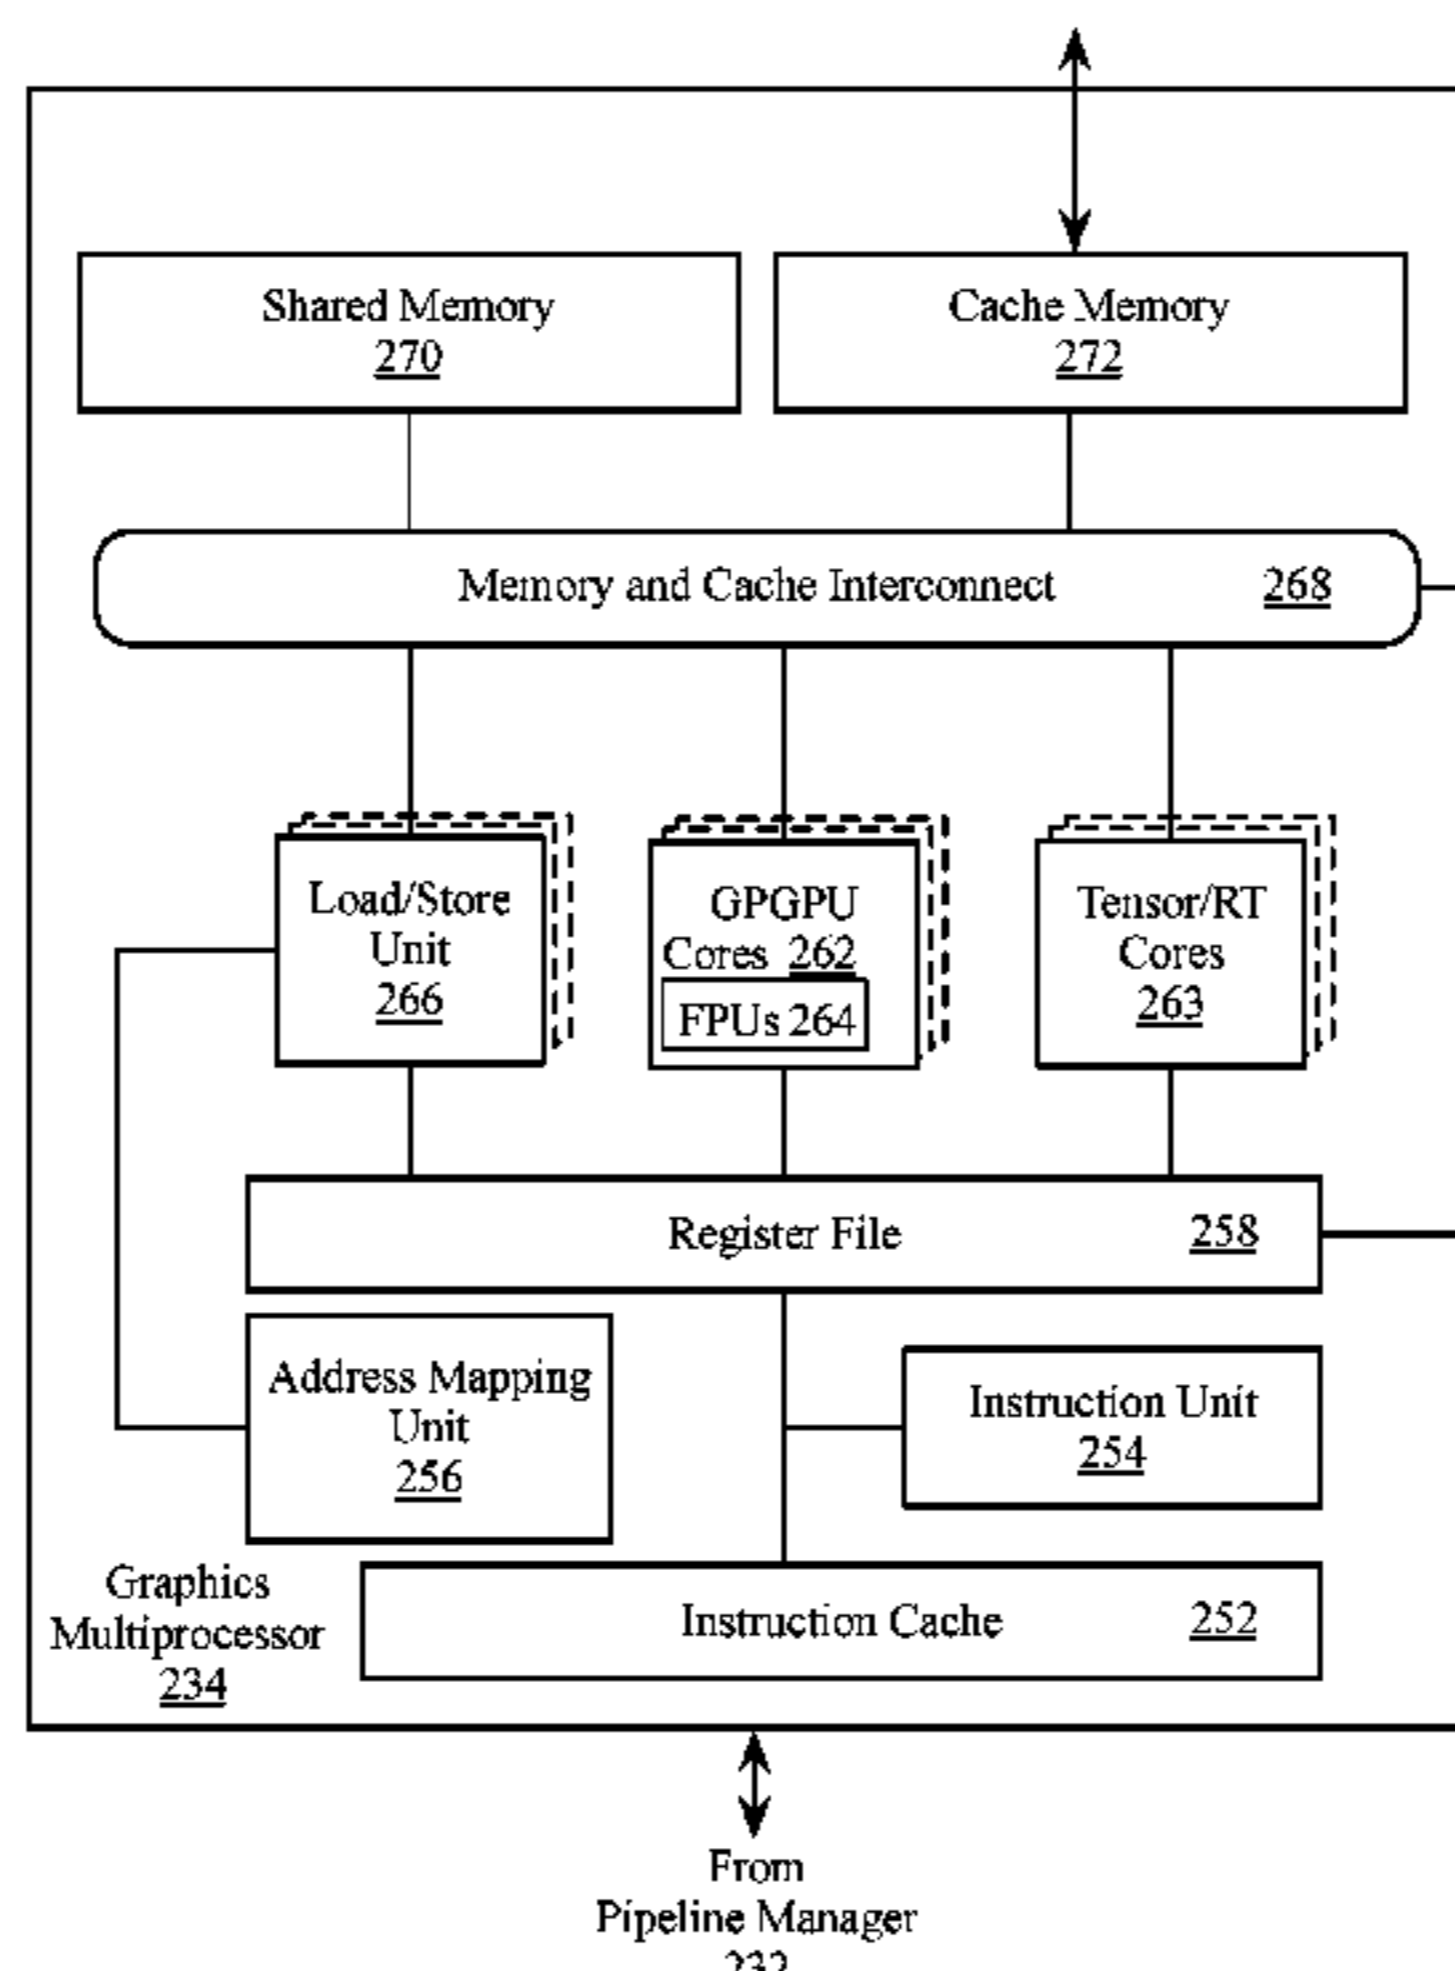 Shared Memory
270
Cache Memory
272
Memory and Cache Interconnect 268
Load/Store
Unit
266
GPGPU
Cores 262
FPUs 264
Tensor/RT
Cores
263
Register File 258
Address Mapping
Unit
256
Instruction Unit
254
Graphics
Multiprocessor
234
Instruction Cache 252
From
Pipeline Manager
232